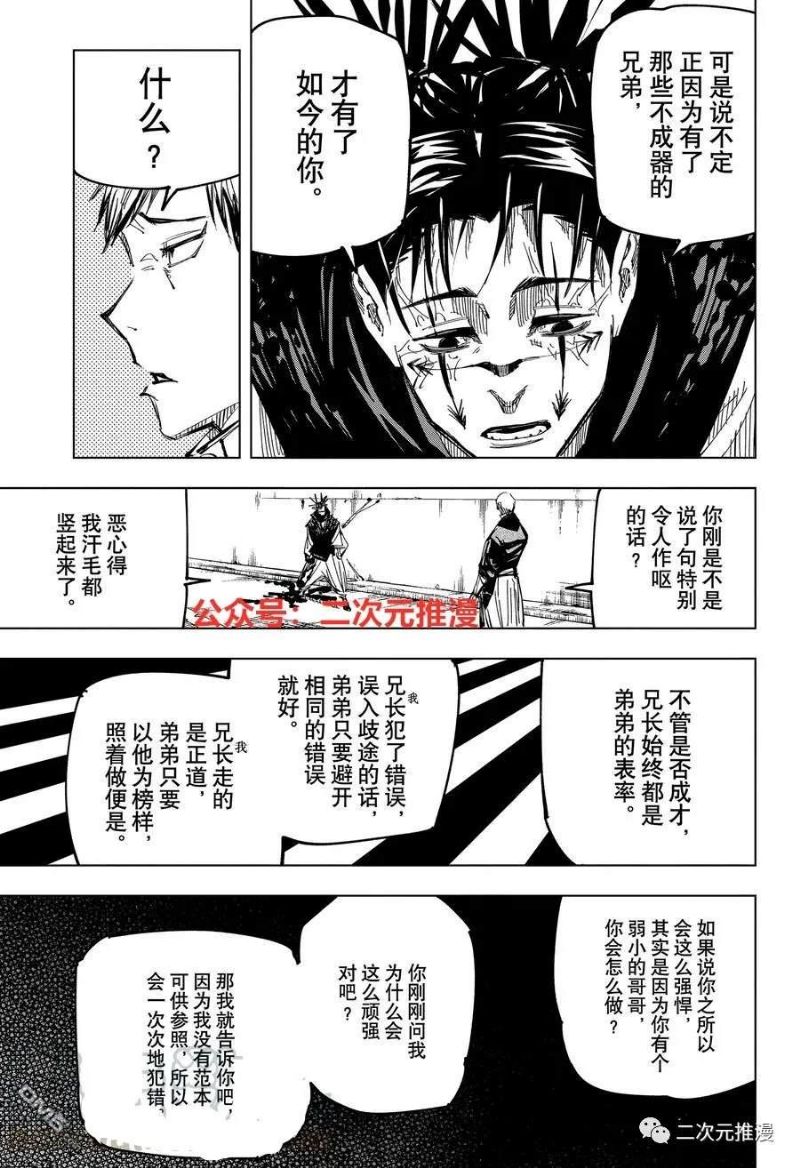 可是说不定
正因为有了
那些不成器的
兄弟，
才有了
如今的你。
什么？
你刚是不是
说了句特别
令人作呕
的话？
恶心得
我汗毛都
竖起来了。
公众号：二次元推漫
不管是否成才，
兄长始终都是
弟弟的表率。
我
兄长犯了错误，
误入歧途的话，
弟弟只要避开
相同的错误
就好。
我
兄长走的
是正道，
弟弟只要
以他为榜样，
照着做便是。
如果说你之所以
会这么强悍，
其实是因为你有个
弱小的哥哥，
你会怎么做？
你刚刚问我
为什么会
这么顽强
对吧？
那我就告诉你吧，
因为我没有范本
可供参照，所以
会一次次地犯错，
二次元推漫